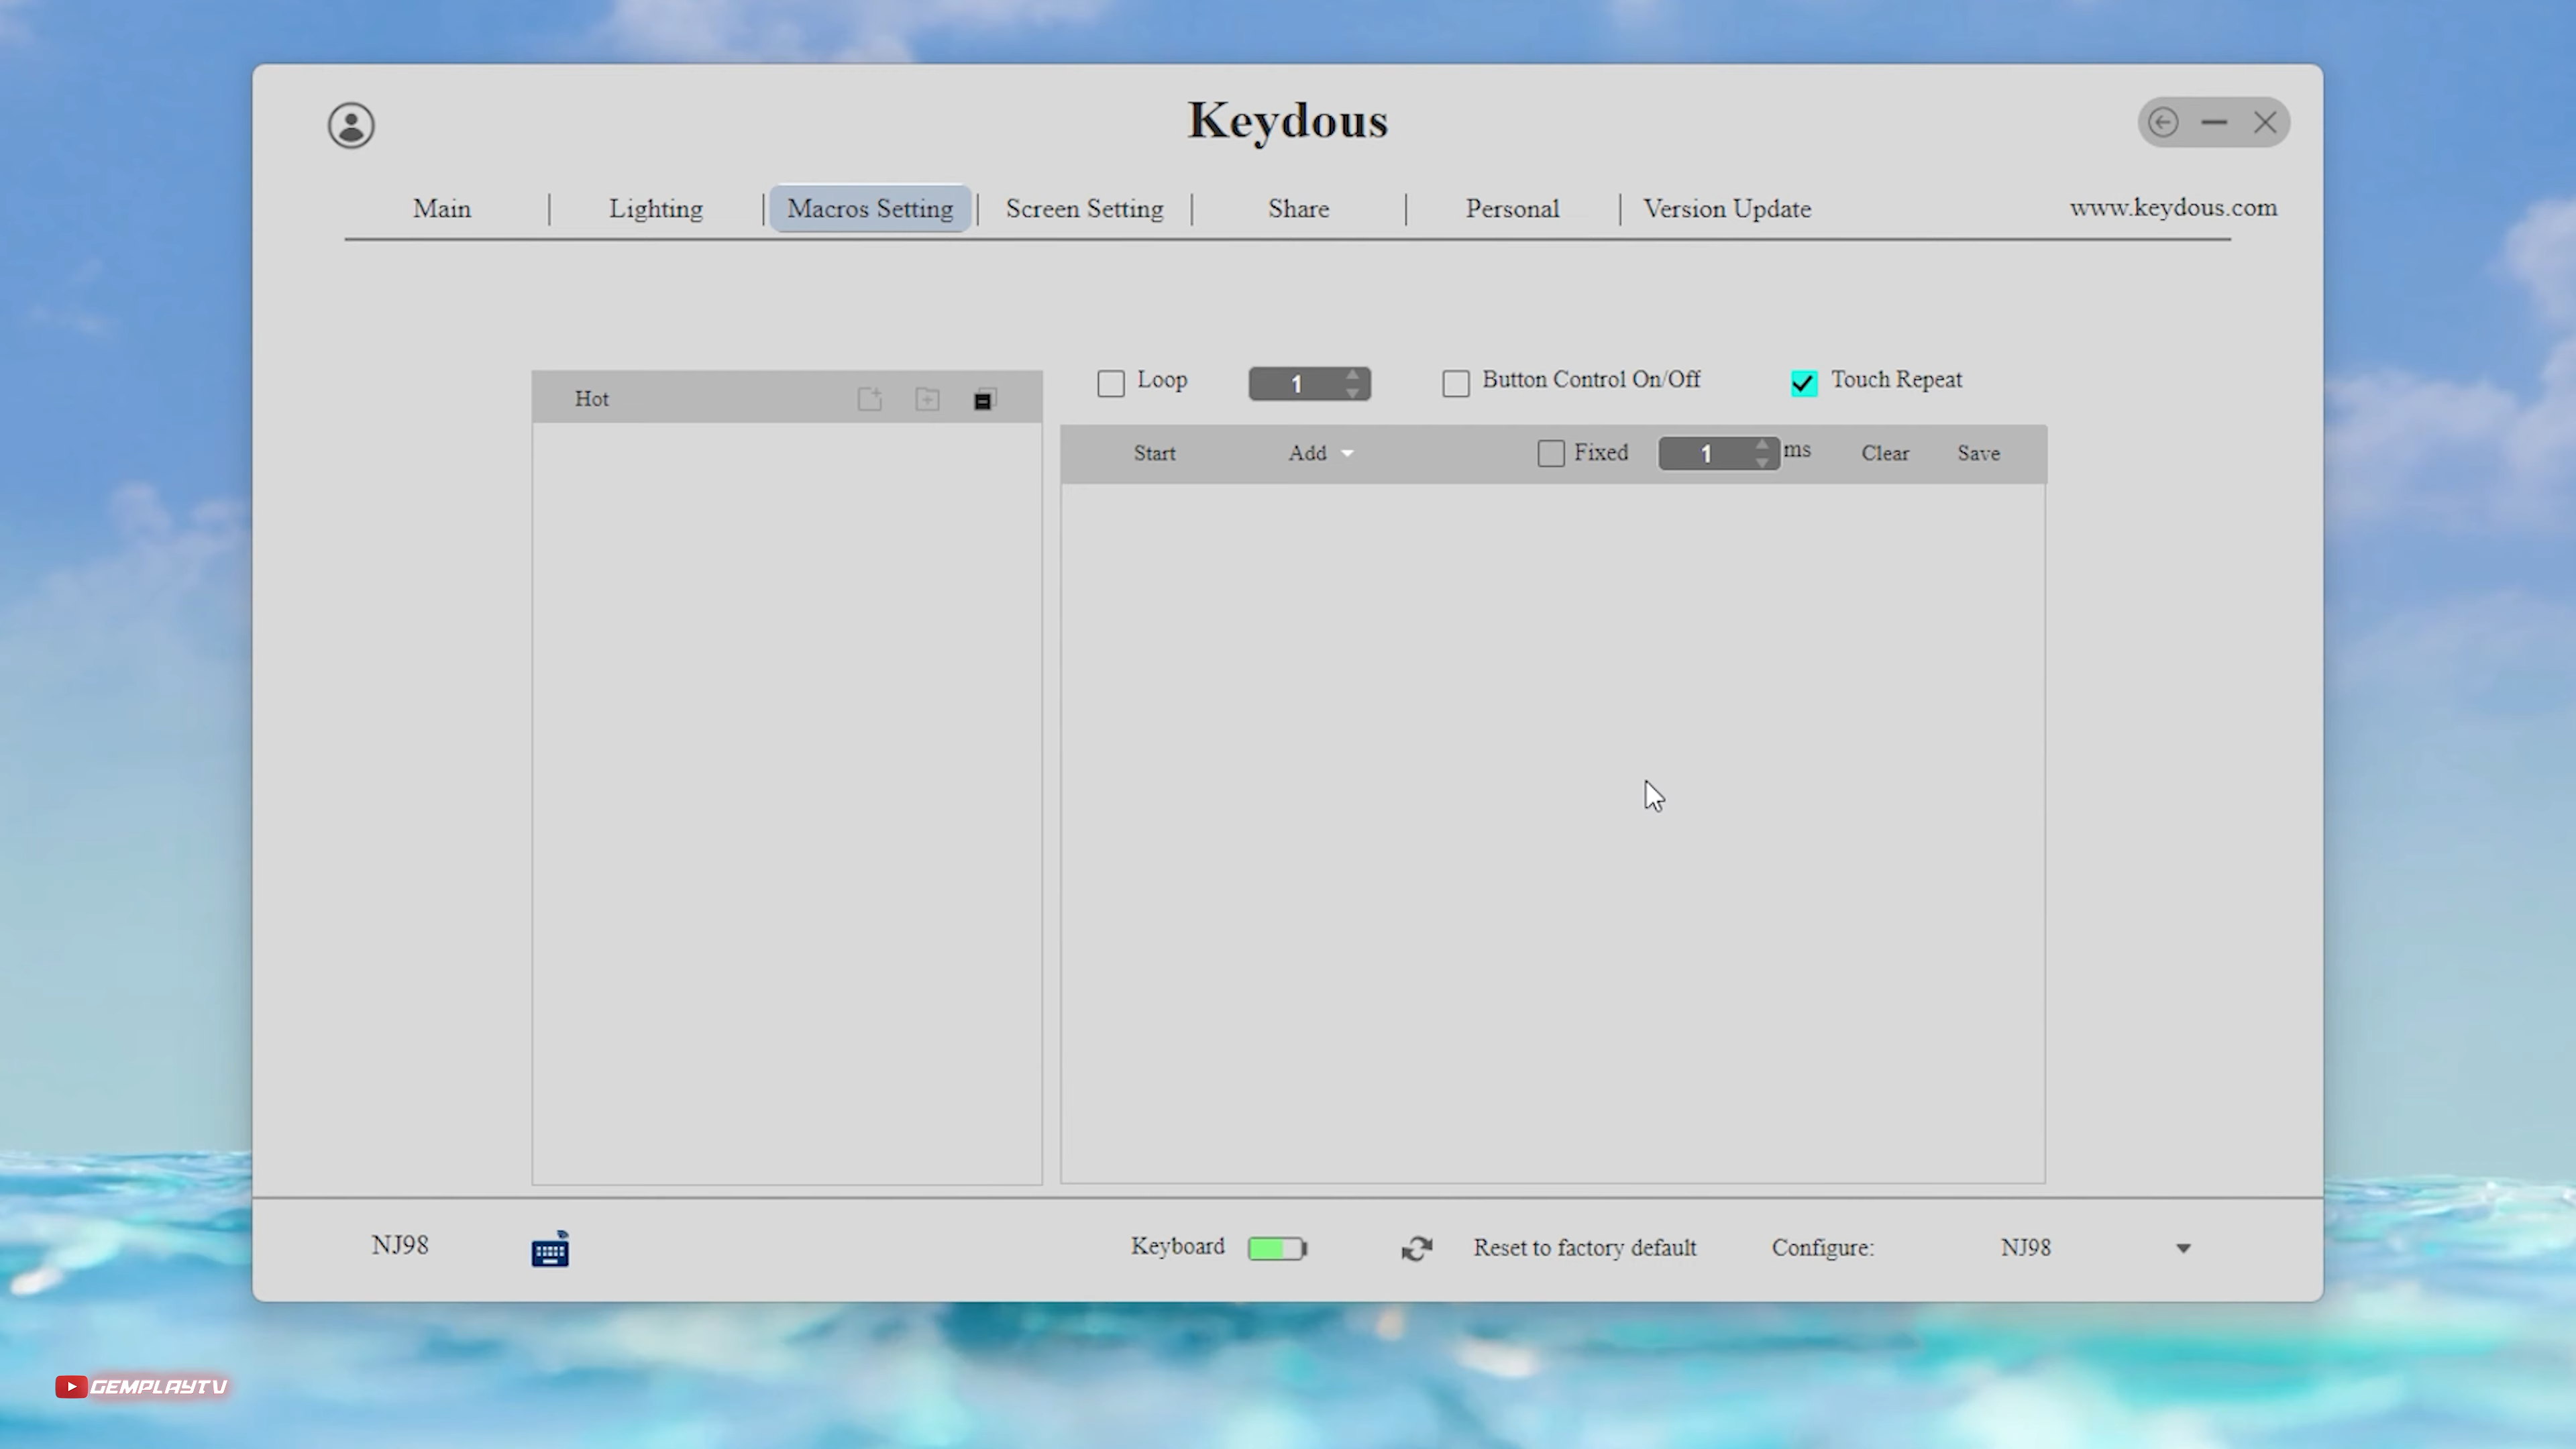 Keydous
Main
Lighting
Macros Setting
Screen Setting
Share
Personal
Version Update
www.keydous.com
Hot
Loop
1
Button Control On/Off
Touch Repeat
Start
Add
Fixed
1
ms
Clear
Save
NJ98
Keyboard
Reset to factory default
Configure:
NJ98
GEMPLAYTV